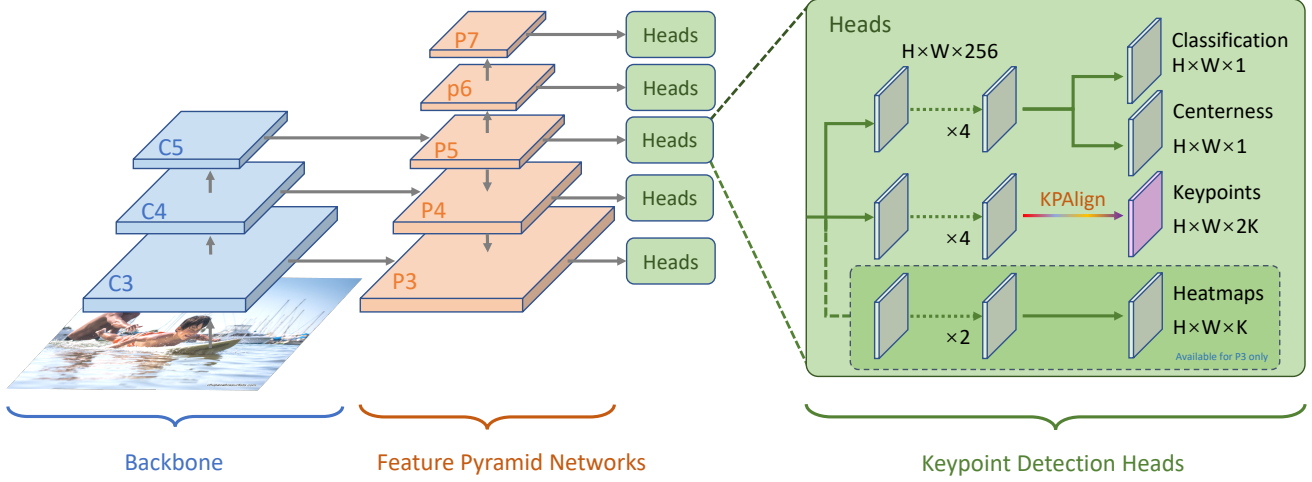 P7
Heads
p6
Heads
C5
P5
Heads
C4
P4
Heads
C3
P3
Heads
Heads
H×W×256
×4
Classification
H×W×1
Centerness
H×W×1
×4
KPAlign
Keypoints
H×W×2K
×2
Heatmaps
H×W×K
Available for P3 only
Backbone
Feature Pyramid Networks
Keypoint Detection Heads